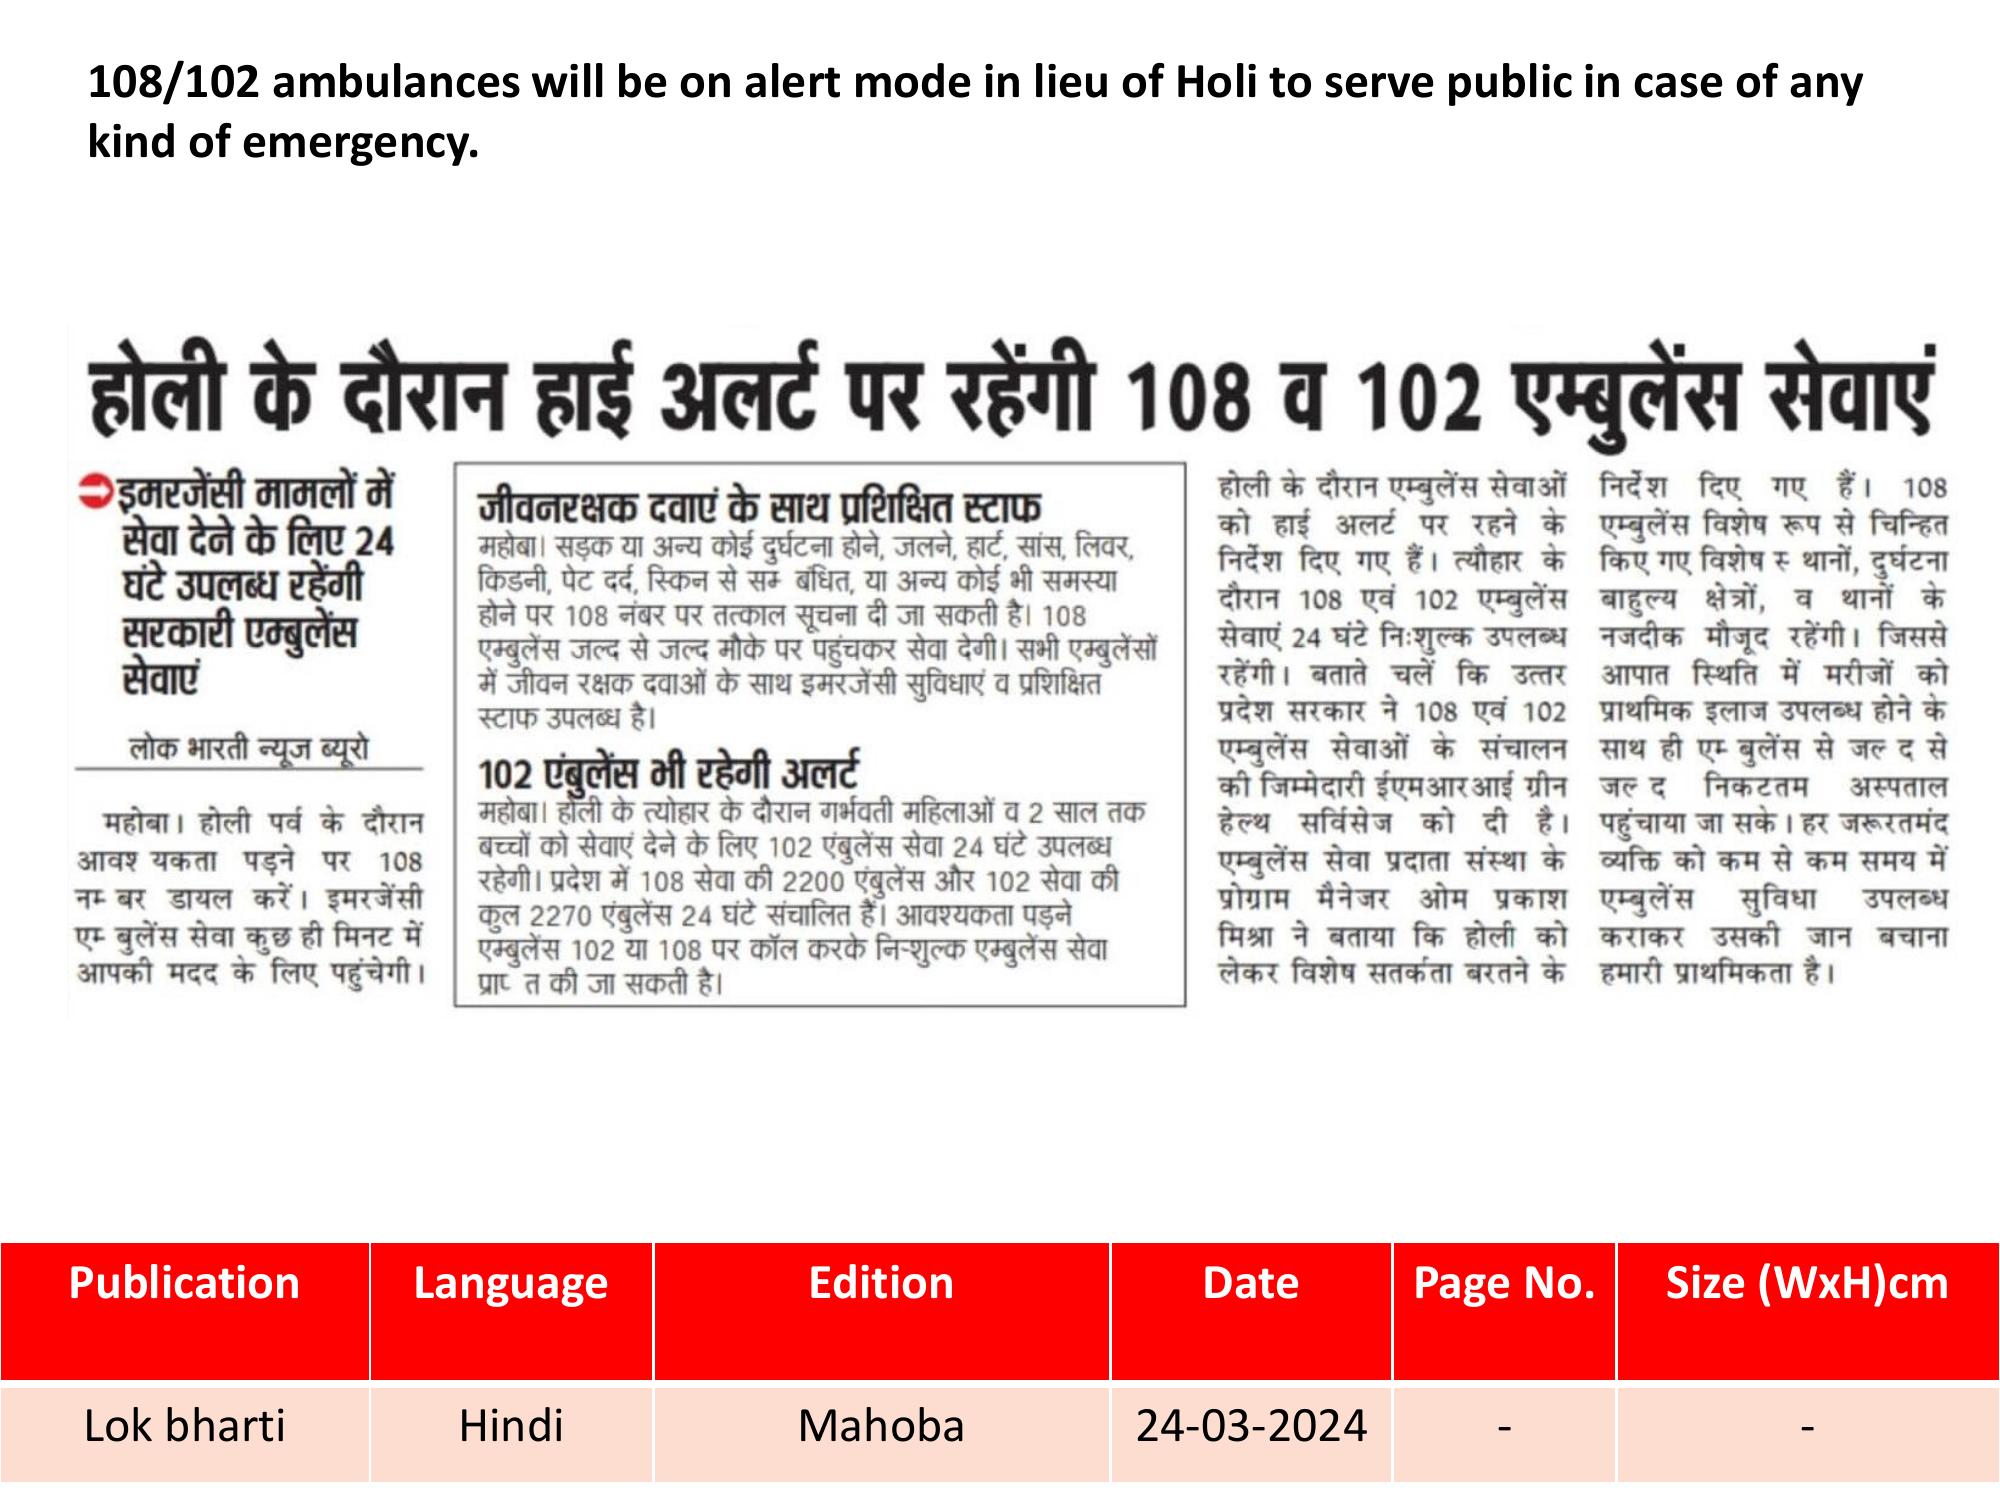 108/102 ambulances will be on alert mode in lieu of Holi to serve public in case of any
kind of emergency.
होली के दौरान हाई अलर्ट पर रहेंगी 108 व 102 एम्बुलेंस सेवाएं
इमरजेंसी मामलों में
सेवा देने के लिए 24
घंटे उपलब्ध रहेंगी
सरकारी एम्बुलेंस
सेवाएं
लोक भारती न्यूज ब्यूरो
महोबा। होली पर्व के दौरान
आवश यकता पड़ने पर 108
नम्‍ बर डायल करें। इमरजेंसी
एम्‍ बुलेंस सेवा कुछ ही मिनट में
आपकी मदद के लिए पहुंचेगी।
जीवनरक्षक दवाएं के साथ प्रशिक्षित स्टाफ
महोबा। सड़क या अन्य कोई दुर्घटना होने, जलने, हार्ट, सांस, लिवर,
किडनी, पेट दर्द, स्किन से सम्‍ बंधित, या अन्य कोई भी समस्या
होने पर 108 नंबर पर तत्काल सूचना दी जा सकती है। 108
एम्बुलेंस जल्द से जल्द मौके पर पहुंचकर सेवा देगी। सभी एम्बुलेंसों
में जीवन रक्षक दवाओं के साथ इमरजेंसी सुविधाएं व प्रशिक्षित
स्टाफ उपलब्ध है।
102 एंबुलेंस भी रहेगी अलर्ट
महोबा। होली के त्योहार के दौरान गर्भवती महिलाओं व 2 साल तक
बच्चों को सेवाएं देने के लिए 102 एंबुलेंस सेवा 24 घंटे उपलब्ध
रहेगी। प्रदेश में 108 सेवा की 2200 एंबुलेंस और 102 सेवा की
कुल 2270 एंबुलेंस 24 घंटे संचालित हैं। आवश्यकता पड़ने
एम्बुलेंस 102 या 108 पर कॉल करके नि-शुल्क एम्बुलेंस सेवा
प्राप्‍ त की जा सकती है।
होली के दौरान एम्बुलेंस सेवाओं
को हाई अलर्ट पर रहने के
निर्देश दिए गए हैं। त्यौहार के
दौरान 108 एवं 102 एम्बुलेंस
सेवाएं 24 घंटे निःशुल्क उपलब्ध
रहेंगी। बताते चलें कि उत्तर
प्रदेश सरकार ने 108 एवं 102
एम्बुलेंस सेवाओं के संचालन
की जिम्मेदारी ईएमआरआई ग्रीन
हेल्थ सर्विसेज को दी है।
एम्बुलेंस सेवा प्रदाता संस्था के
प्रोग्राम मैनेजर ओम प्रकाश
मिश्रा ने बताया कि होली को
लेकर विशेष सतर्कता बरतने के
निर्देश दिए गए हैं। 108
एम्बुलेंस विशेष रूप से चिन्हित
किए गए विशेष स्‍ थानों, दुर्घटना
बाहुल्य क्षेत्रों, व थानों के
नजदीक मौजूद रहेंगी। जिससे
आपात स्थिति में मरीजों को
प्राथमिक इलाज उपलब्ध होने के
साथ ही एम्‍ बुलेंस से जल्‍ द से
जल्‍ द निकटतम अस्पताल
पहुंचाया जा सके। हर जरूरतमंद
व्यक्ति को कम से कम समय में
एम्बुलेंस सुविधा उपलब्ध
कराकर उसकी जान बचाना
हमारी प्राथमिकता है।
Publication Language Edition Date Page No. Size (WxH)cm
Lok bharti Hindi Mahoba 24-03-2024 - -